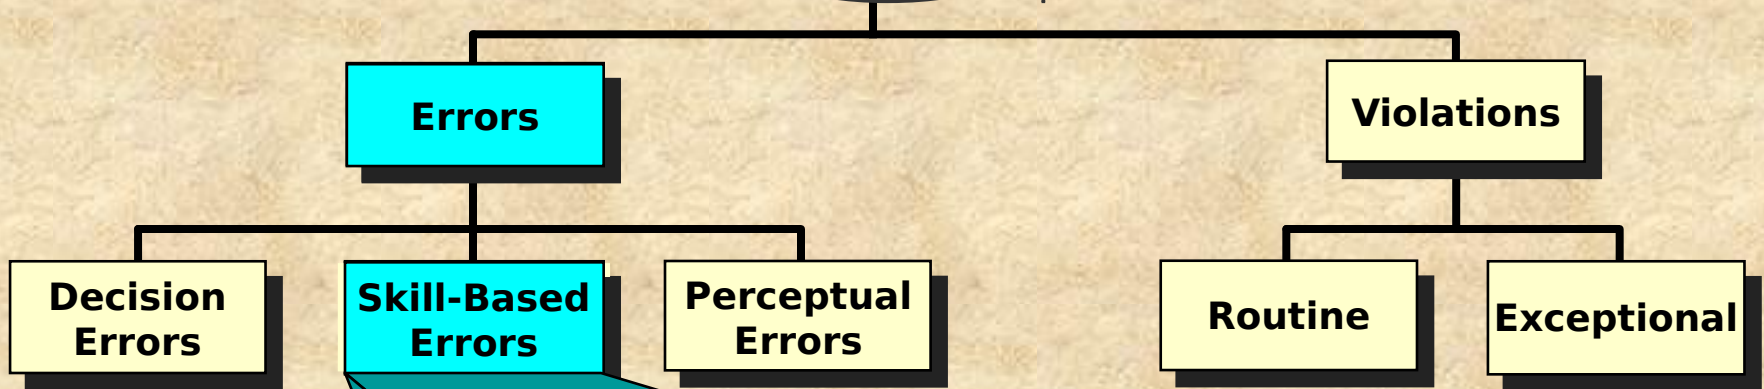 Errors
Violations
Decision
Errors
Skill-Based
Errors
Perceptual
Errors
Routine
Exceptional